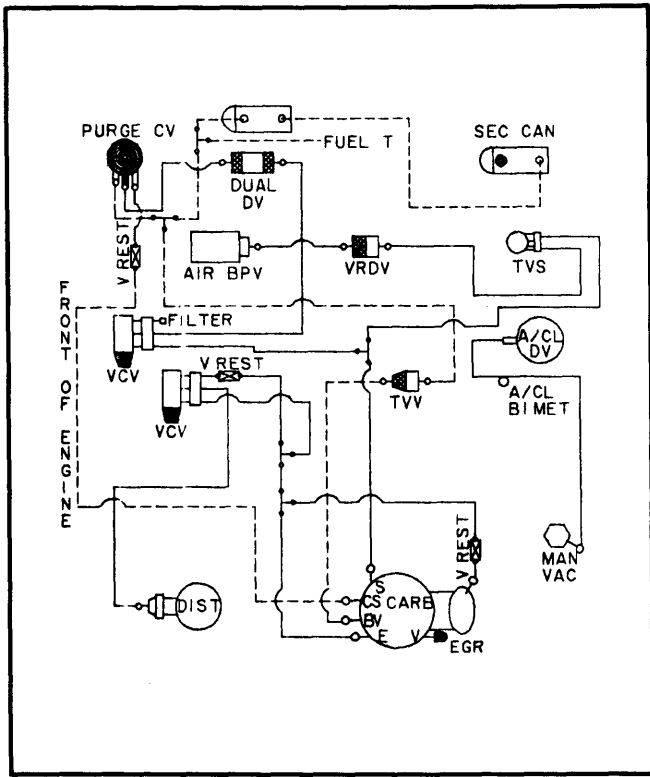 PURGE CV
FUEL T
SEC CAN
DUAL
DV
V REST
AIR BPV
VRDV
TVS
FRONT OF ENGINE
FILTER
A/CL
DV
VCV
V REST
VCV
TVV
A/CL
BIMET
V REST
MAN
VAC
DIST
S
CS
CARB
BV
E
V
EGR